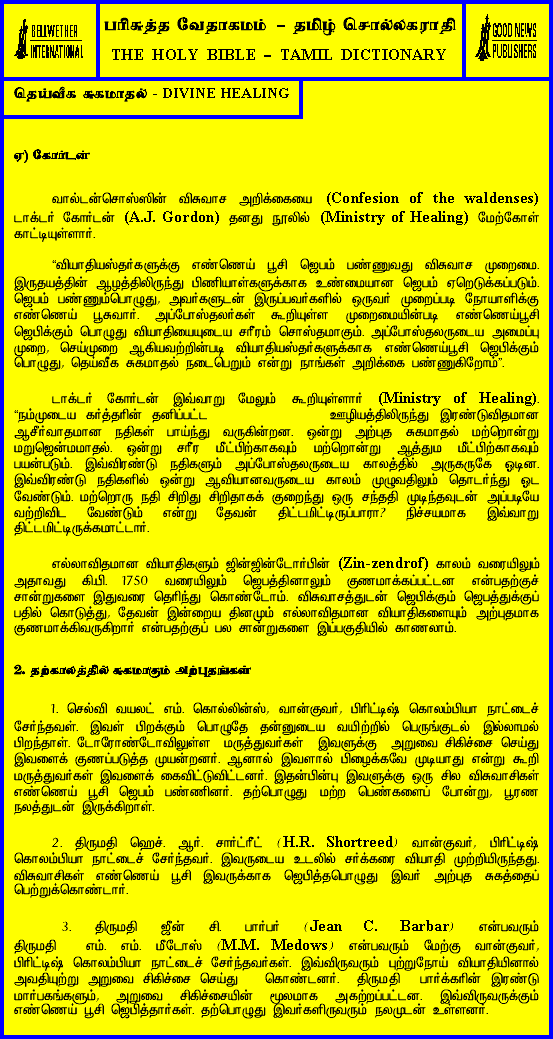 BELLWETHER
INTERNATIONAL
பரிசுத்த வேதாகமம் – தமிழ் சொல்லகராதி
THE HOLY BIBLE – TAMIL DICTIONARY
GOOD NEWS
PUBLISHERS
தெய்வீக சுகமாதல் - DIVINE HEALING
ஏ) கோர்டன்
வால்டன்சொஸ்ஸின் விசுவாச அறிக்கையை (Confesion of the waldenses)
டாக்டர் கோர்டன் (A.J. Gordon) தனது நூலில் (Ministry of Healing) மேற்கோள்
காட்டியுள்ளார்.
“வியாதியஸ்தர்களுக்கு எண்ணெய் பூசி ஜெபம் பண்ணுவது விசுவாச முறைமை.
இருதயத்தின் ஆழத்திலிருந்து பிணியாள்களுக்காக உண்மையான ஜெபம் ஏறெடுக்கப்படும்.
ஜெபம் பண்ணும்பொழுது, அவர்களுடன் இருப்பவர்களில் ஒருவர் முறைப்படி நோயாளிக்கு
எண்ணெய் பூசுவார். அப்போஸ்தலர்கள் கூறியுள்ள முறைமையின்படி எண்ணெய்பூசி
ஜெபிக்கும் பொழுது வியாதியையுடைய சரீரம் சொஸ்தமாகும். அப்போஸ்தலருடைய அமைப்பு
முறை, செய்முறை ஆகியவற்றின்படி வியாதியஸ்தர்களுக்காக எண்ணெய்பூசி ஜெபிக்கும்
பொழுது, தெய்வீக சுகமாதல் நடைபெறும் என்று நாங்கள் அறிக்கை பண்ணுகிறோம்”.
டாக்டர் கோர்டன் இவ்வாறு மேலும் கூறியுள்ளார் (Ministry of Healing).
“நம்முடைய கர்த்தரின் தனிப்பட்ட ஊழியத்திலிருந்து இரண்டுவிதமான
ஆசீர்வாதமான நதிகள் பாய்ந்து வருகின்றன. ஒன்று அற்புத சுகமாதல் மற்றொன்று
மறுஜென்மமாதல். ஒன்று சரீர மீட்பிற்காகவும் மற்றொன்று ஆத்தும மீட்பிற்காகவும்
பயன்படும். இவ்விரண்டு நதிகளும் அப்போஸ்தலருடைய காலத்தில் அருகருகே ஓடின.
இவ்விரண்டு நதிகளில் ஒன்று ஆவியானவருடைய காலம் முழுவதிலும் தொடர்ந்து ஓட
வேண்டும். மற்றொரு நதி சிறிது சிறிதாகக் குறைந்து ஒரு சந்ததி முடிந்தவுடன் அப்படியே
வற்றிவிட வேண்டும் என்று தேவன் திட்டமிட்டிருப்பாரா? நிச்சயமாக இவ்வாறு
திட்டமிட்டிருக்கமாட்டார்.
எல்லாவிதமான வியாதிகளும் ஜின்ஜின்டோர்பின் (Zin-zendrof) காலம் வரையிலும்
அதாவது கி.பி. 1750 வரையிலும் ஜெபத்தினாலும் குணமாக்கப்பட்டன என்பதற்குச்
சான்றுகளை இதுவரை தெரிந்து கொண்டோம். விசுவாசத்துடன் ஜெபிக்கும் ஜெபத்துக்குப்
பதில் கொடுத்து, தேவன் இன்றைய தினமும் எல்லாவிதமான வியாதிகளையும் அற்புதமாக
குணமாக்கிவருகிறார் என்பதற்குப் பல சான்றுகளை இப்பகுதியில் காணலாம்.
2. தற்காலத்தில் சுகமாகும் அற்புதங்கள்
1. செல்வி வயலட் எம். கொல்லின்ஸ், வான்குவர், பிரிட்டிஷ் கொலம்பியா நாட்டைச்
சேர்ந்தவள். இவள் பிறக்கும் பொழுதே தன்னுடைய வயிற்றில் பெருங்குடல் இல்லாமல்
பிறந்தாள். டோரோண்டோவிலுள்ள மருத்துவர்கள் இவளுக்கு அறுவை சிகிச்சை செய்து
இவளைக் குணப்படுத்த முயன்றனர். ஆனால் இவளால் பிழைக்கவே முடியாது என்று கூறி
மருத்துவர்கள் இவளைக் கைவிட்டுவிட்டனர். இதன்பின்பு இவளுக்கு ஒரு சில விசுவாசிகள்
எண்ணெய் பூசி ஜெபம் பண்ணினர். தற்பொழுது மற்ற பெண்களைப் போன்று, பூரண
நலத்துடன் இருக்கிறாள்.
2. திருமதி ஹெச். ஆர். சார்ட்ரீட் (H.R. Shortreed) வான்குவர், பிரிட்டிஷ்
கொலம்பியா நாட்டைச் சேர்ந்தவர். இவருடைய உடலில் சர்க்கரை வியாதி முற்றியிருந்தது.
விசுவாசிகள் எண்ணெய் பூசி இவருக்காக ஜெபித்தபொழுது இவர் அற்புத சுகத்தைப்
பெற்றுக்கொண்டார்.
3. திருமதி ஜீன் சி. பார்பர் (Jean C. Barbar) என்பவரும்
திருமதி எம். எம். மீடோஸ் (M.M. Medows) என்பவரும் மேற்கு வான்குவர்,
பிரிட்டிஷ் கொலம்பியா நாட்டைச் சேர்ந்தவர்கள். இவ்விருவரும் புற்றுநோய் வியாதியினால்
அவதியுற்று அறுவை சிகிச்சை செய்து கொண்டனர். திருமதி பார்க்கரின் இரண்டு
மார்பகங்களும், அறுவை சிகிச்சையின் மூலமாக அகற்றப்பட்டன. இவ்விருவருக்கும்
எண்ணெய் பூசி ஜெபித்தார்கள். தற்பொழுது இவர்களிருவரும் நலமுடன் உள்ளனர்.